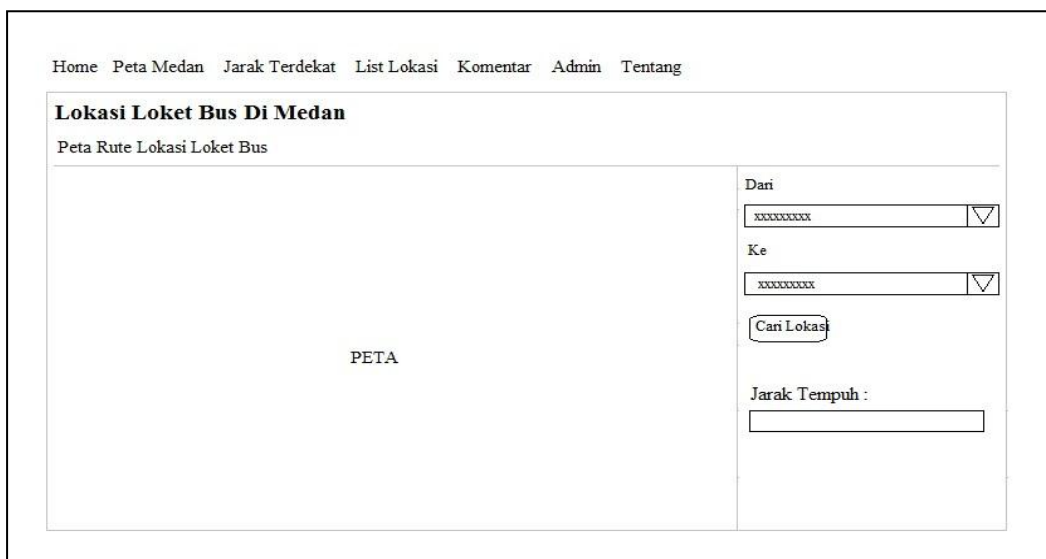 Home Peta Medan Jarak Terdekat List Lokasi Komentar Admin Tentang
Lokasi Loket Bus Di Medan
Peta Rute Lokasi Loket Bus
Dari
xxxxxxxxx
Ke
xxxxxxxxx
Cari Lokasi
PETA
Jarak Tempuh :